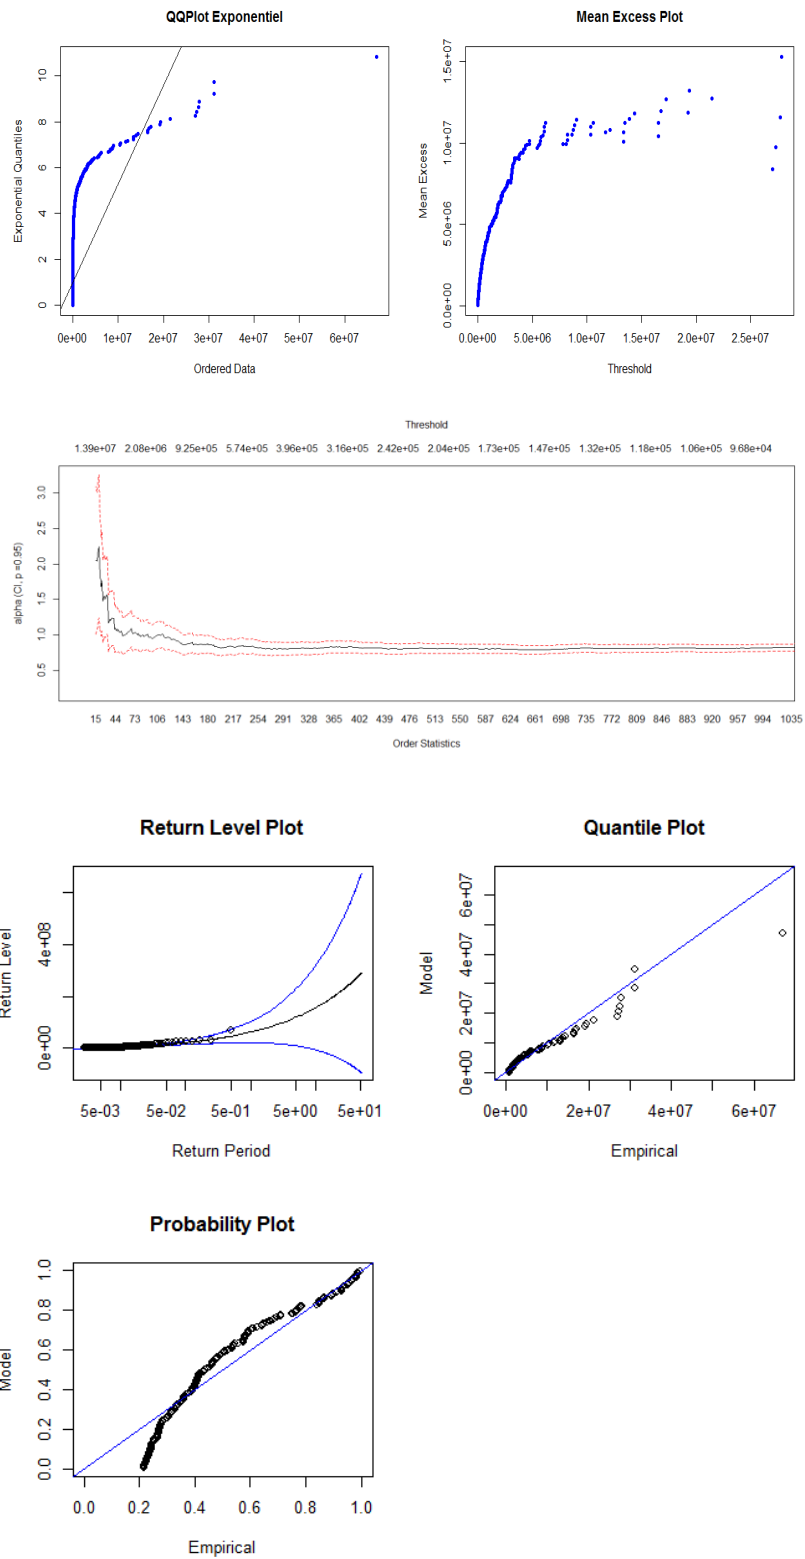 QQPlot Exponentiel
Exponential Quantiles
0 2 4 6 8 10
0e+00 1e+07 2e+07 3e+07 4e+07 5e+07 6e+07
Ordered Data
Mean Excess Plot
Mean Excess
0.0e+00 5.0e+06 1.0e+07 1.5e+07
0.0e+00 5.0e+06 1.0e+07 1.5e+07 2.0e+07 2.5e+07
Threshold
Threshold
1.39e+07 2.08e+06 9.25e+05 5.74e+05 3.96e+05 3.16e+05 2.42e+05 2.04e+05 1.73e+05 1.47e+05 1.32e+05 1.18e+05 1.06e+05 9.68e+04
alpha (CI, p =0.95)
0.5 1.0 1.5 2.0 2.5 3.0
15 44 73 106 143 180 217 254 291 328 365 402 439 476 513 550 587 624 661 698 735 772 809 846 883 920 957 994 1035
Order Statistics
Return Level Plot
Return Level
0e+00 4e+08
5e-03 5e-02 5e-01 5e+00 5e+01
Return Period
Quantile Plot
Model
0e+00 2e+07 4e+07 6e+07
0e+00 2e+07 4e+07 6e+07
Empirical
Probability Plot
Model
0.0 0.2 0.4 0.6 0.8 1.0
0.0 0.2 0.4 0.6 0.8 1.0
Empirical